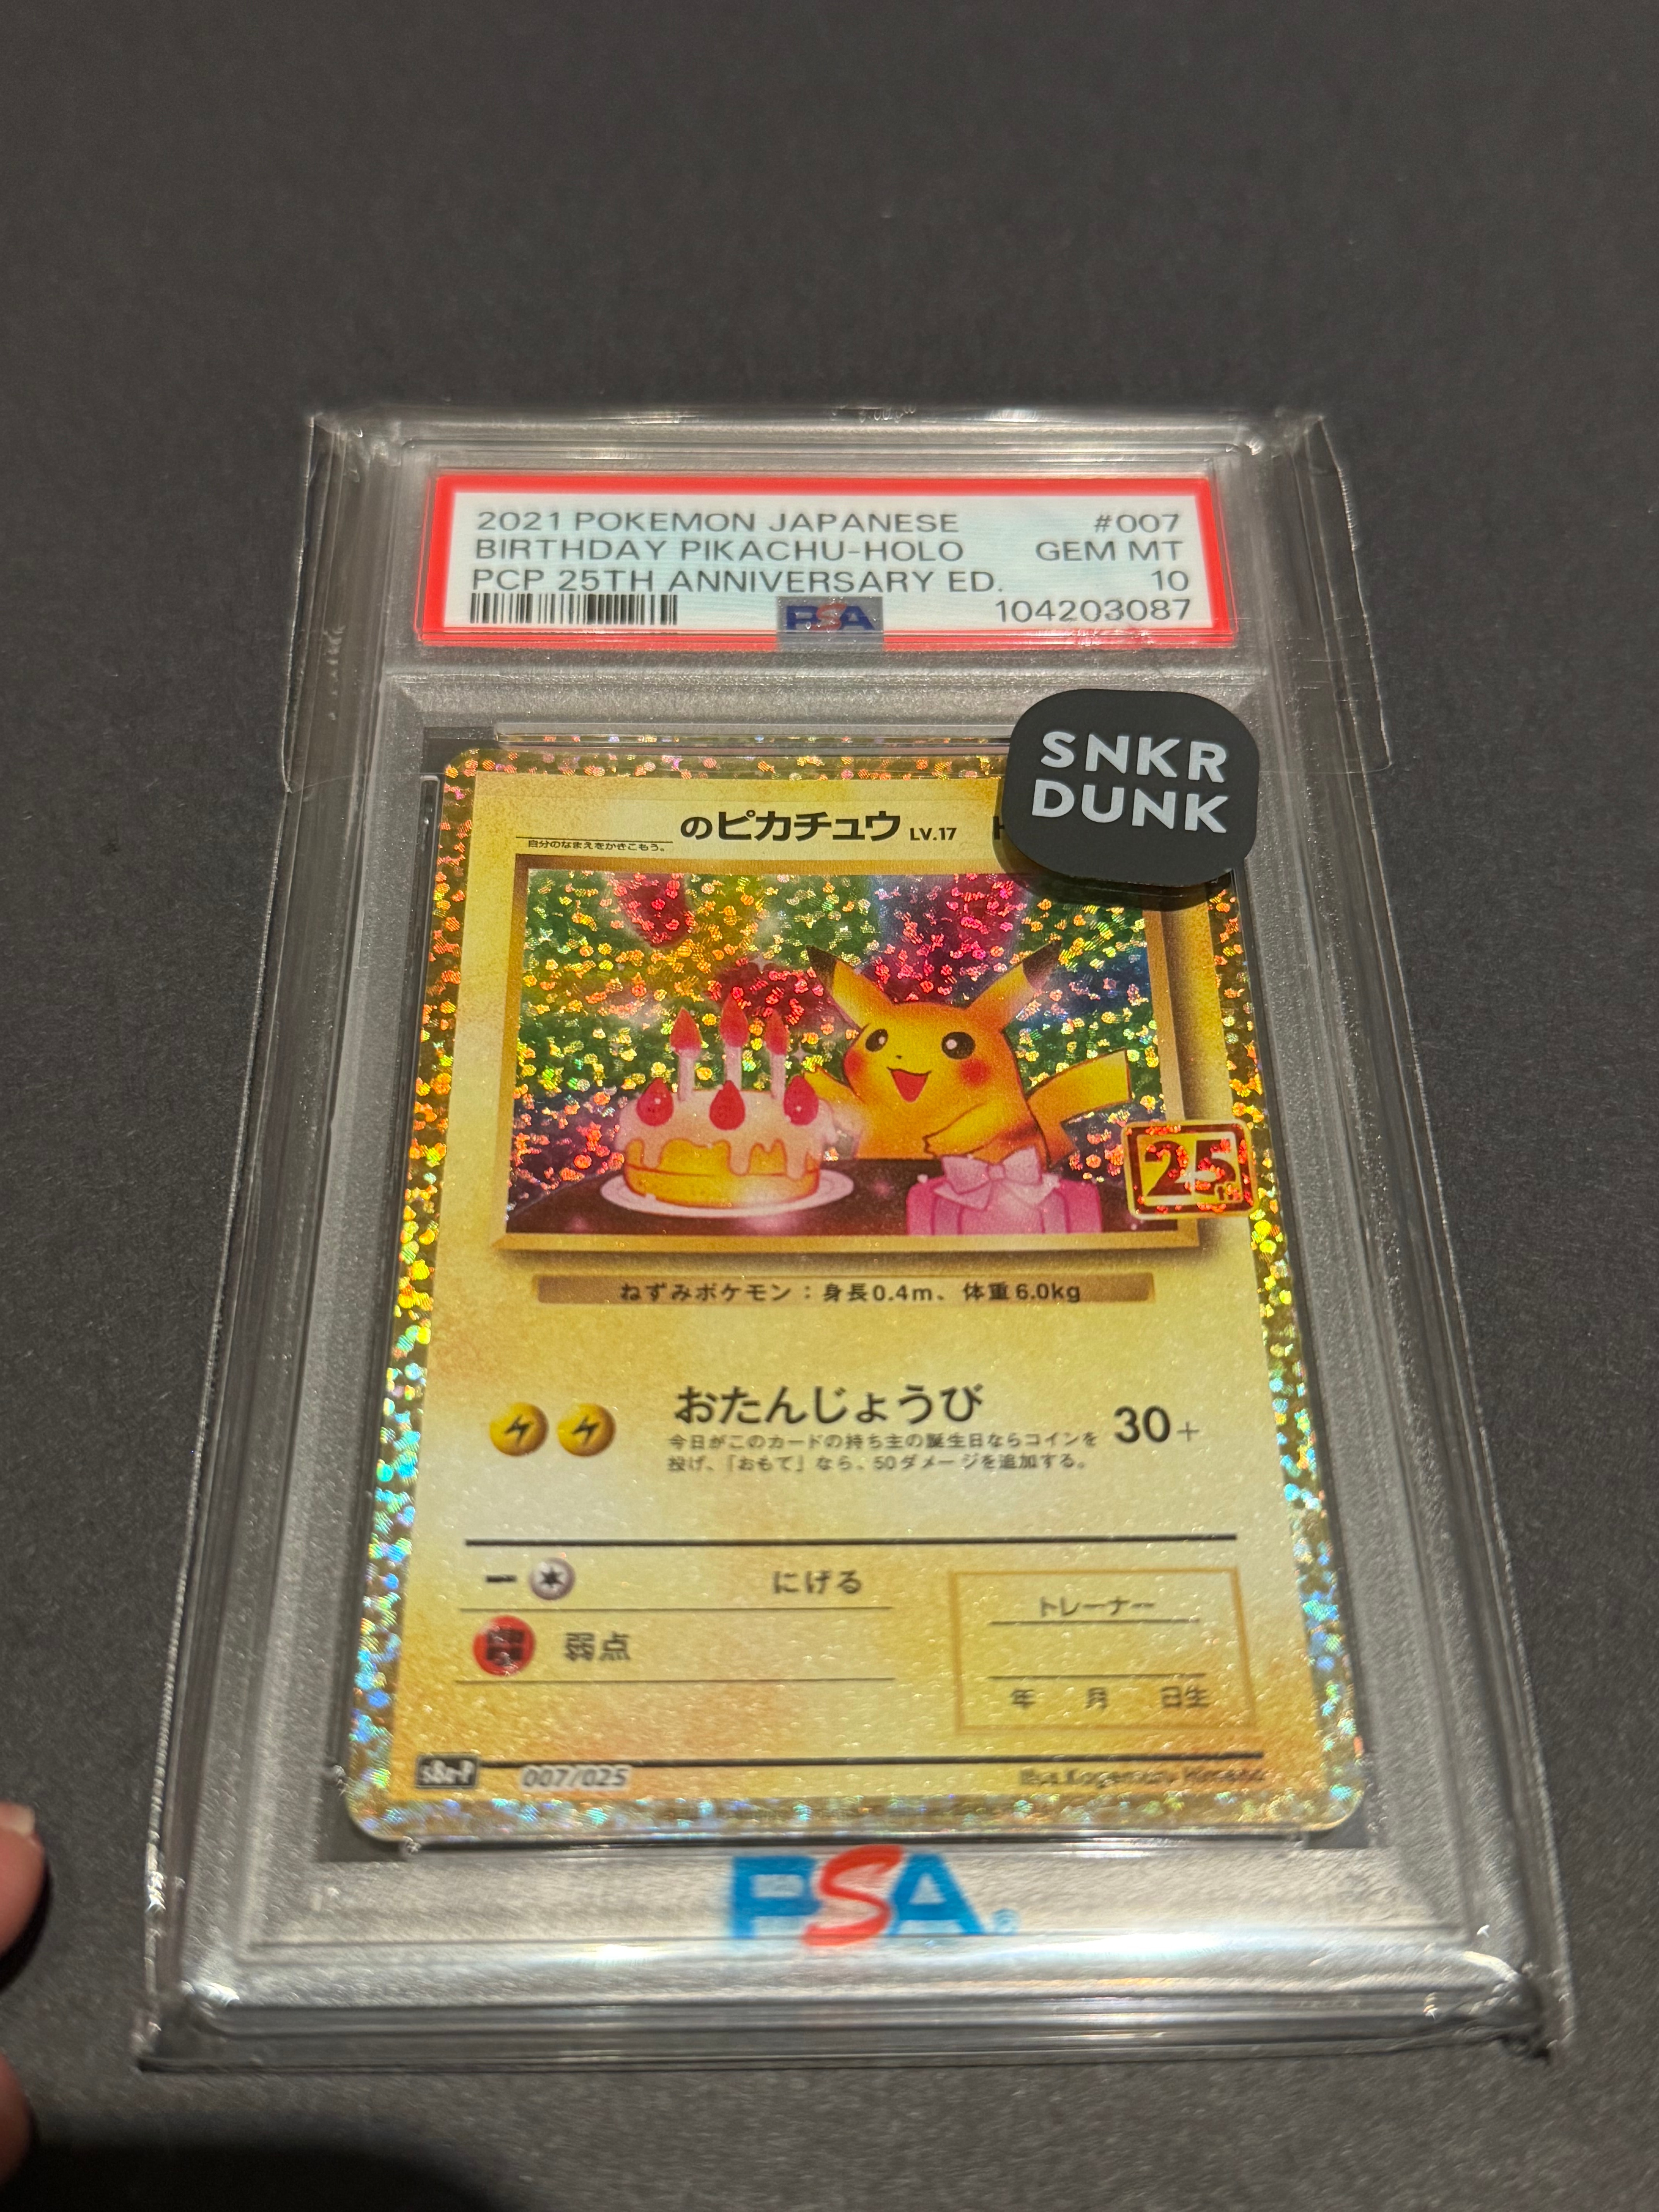 2021 POKEMON JAPANESE #007
BIRTHDAY PIKACHU-HOLO GEM MT
PCP 25TH ANNIVERSARY ED. 10
PSA 104203087
SNKR
DUNK
のピカチュウ LV.17
自分のなまえをかきこもう。
25
ねずみポケモン：身長0.4m、体重6.0kg
おたんじょうび 30+
今日がこのカードの持ち主の誕生日ならコインを
投げ、「おもて」なら、50ダメージを追加する。
にげる
弱点
トレーナー
年 月 日生
s8a-P 007/025 Illus. Kagemaru Himeno
PSA®